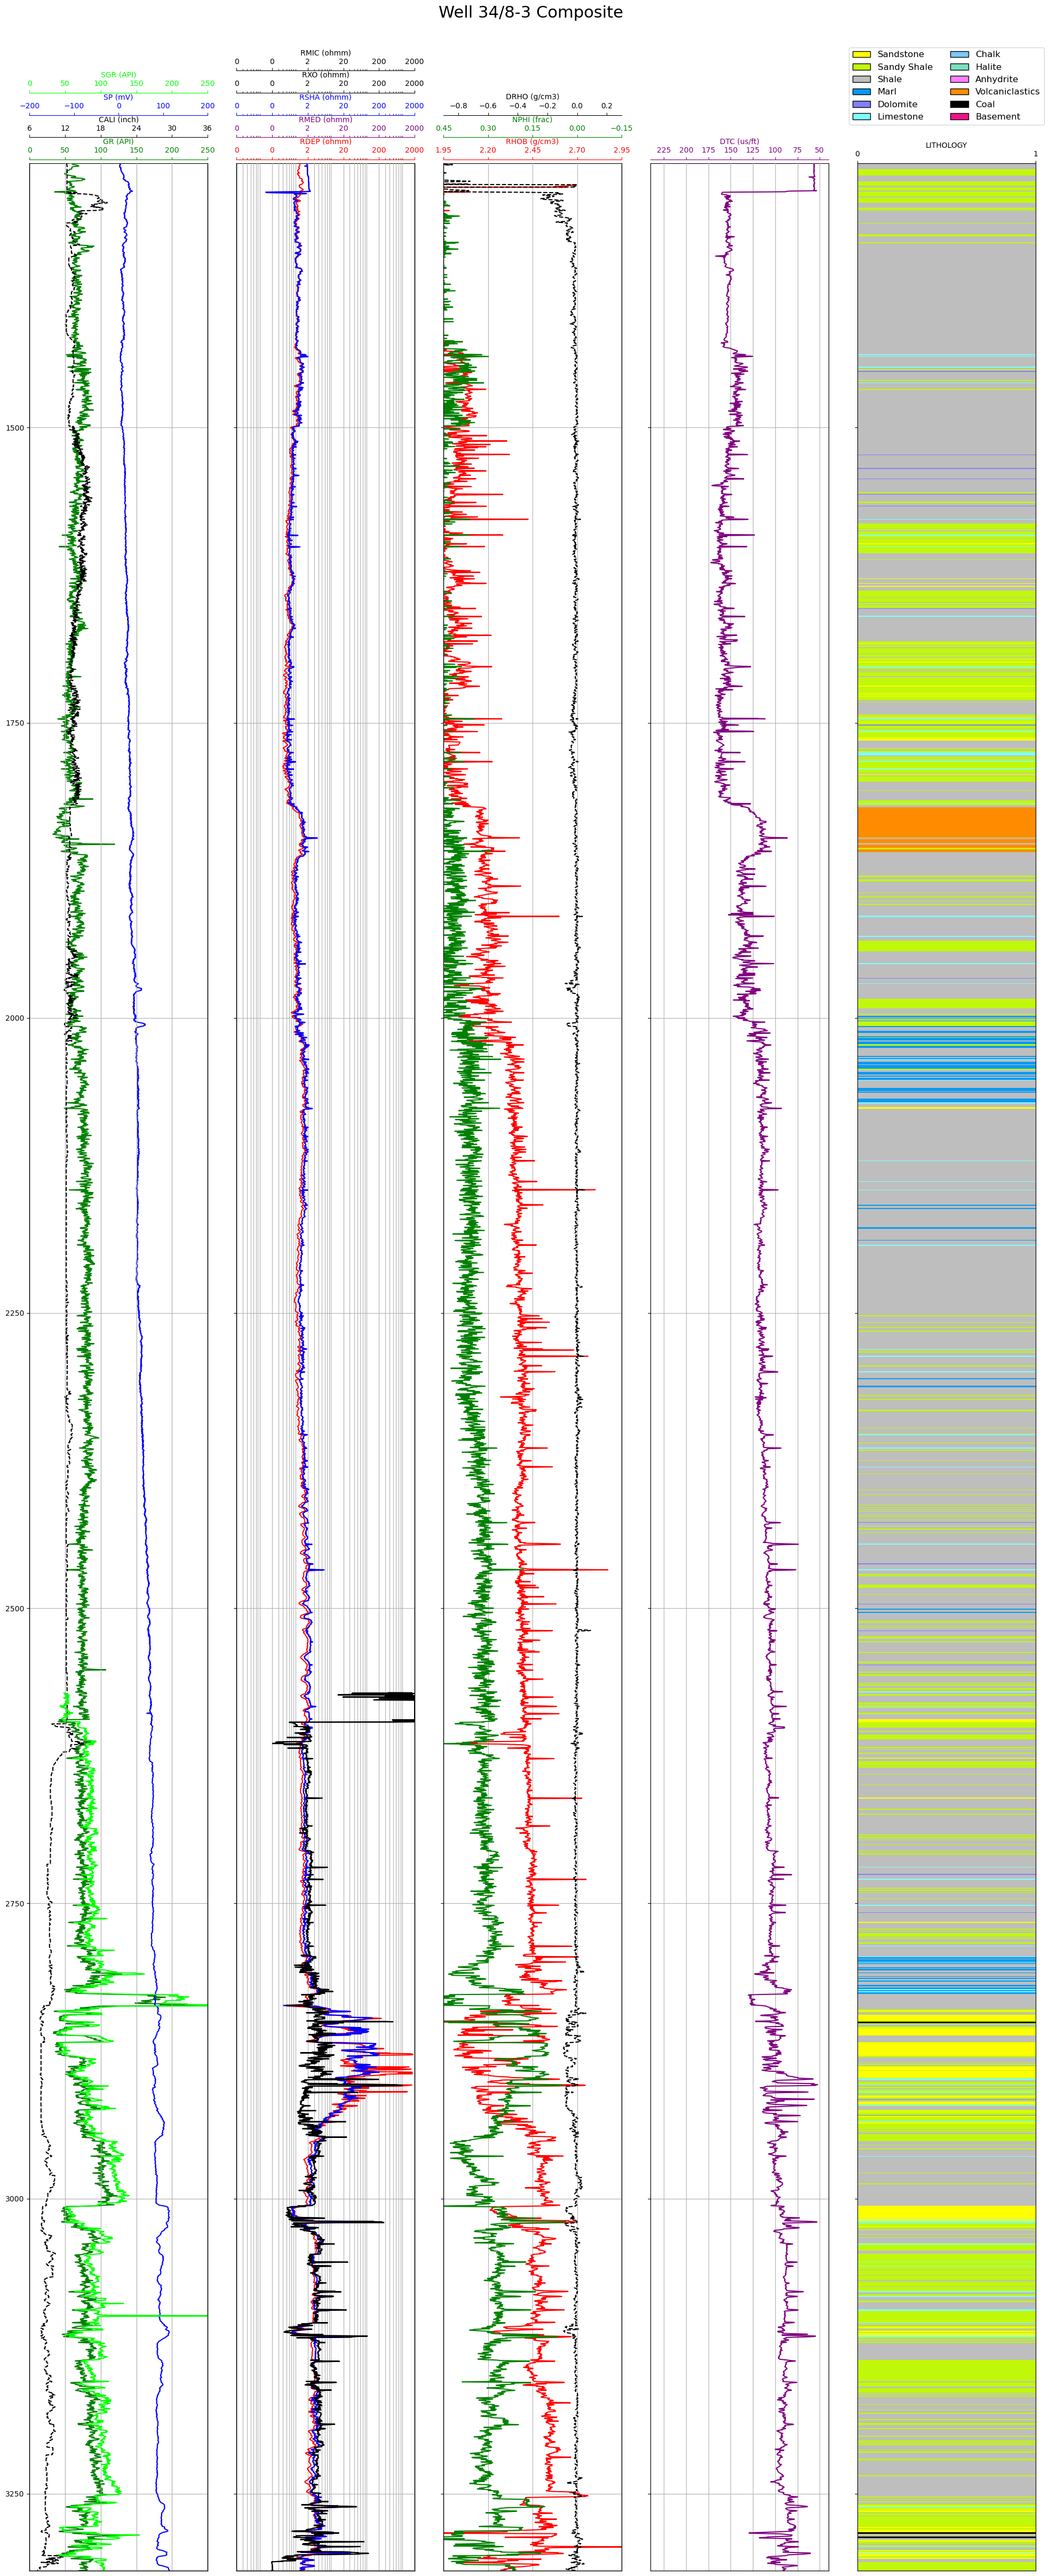 Well 34/8-3 Composite
RMIC (ohmm)
0 0 2 20 200 2000
Sandstone Chalk
Sandy Shale Halite
Shale Anhydrite
Marl Volcaniclastics
Dolomite Coal
Limestone Basement
SGR (API) RXO (ohmm)
0 50 100 150 200 250 0 0 2 20 200 2000
SP (mV) RSHA (ohmm) DRHO (g/cm3)
−200 −100 0 100 200 0 0 2 20 200 2000 −0.8 −0.6 −0.4 −0.2 0.0 0.2
CALI (inch) RMED (ohmm) NPHI (frac)
6 12 18 24 30 36 0 0 2 20 200 2000 0.45 0.30 0.15 0.00 −0.15
GR (API) RDEP (ohmm) RHOB (g/cm3) DTC (us/ft) LITHOLOGY
0 50 100 150 200 250 0 0 2 20 200 2000 1.95 2.20 2.45 2.70 2.95 225 200 175 150 125 100 75 50 0 1
1500
1750
2000
2250
2500
2750
3000
3250